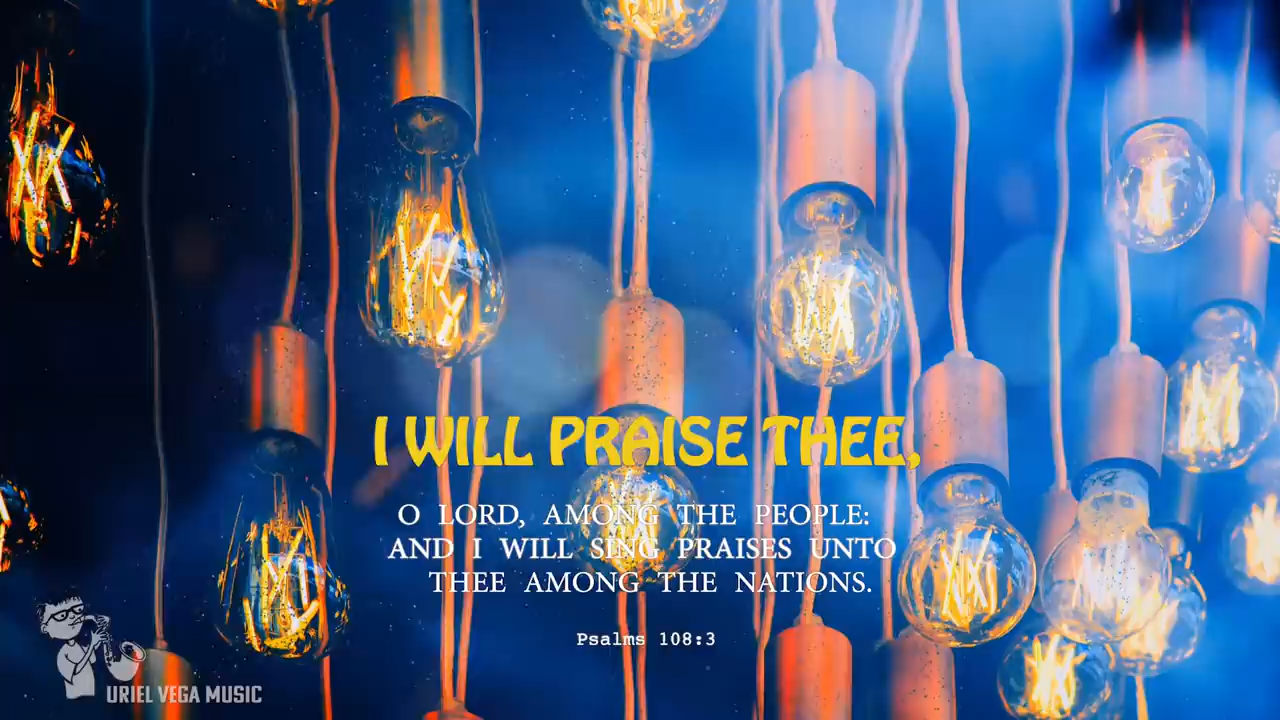 I WILL PRAISE THEE,
O LORD, AMONG THE PEOPLE:
AND I WILL SING PRAISES UNTO
THEE AMONG THE NATIONS.
Psalms 108:3
URIEL VEGA MUSIC